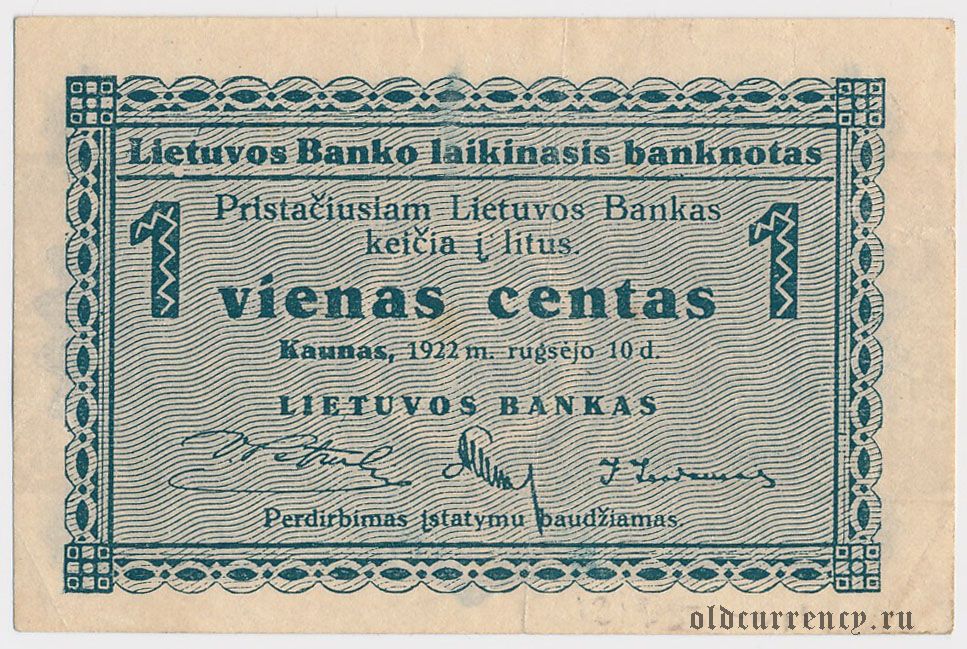 Lietuvos Banko laikinasis banknotas
1 Pristačiusiam Lietuvos Bankas 1
keičia į litus.
vienas centas
Kaunas, 1922 m. rugsėjo 10 d.
LIETUVOS BANKAS
Perdirbimas įstatymu baudžiamas.
oldcurrency.ru